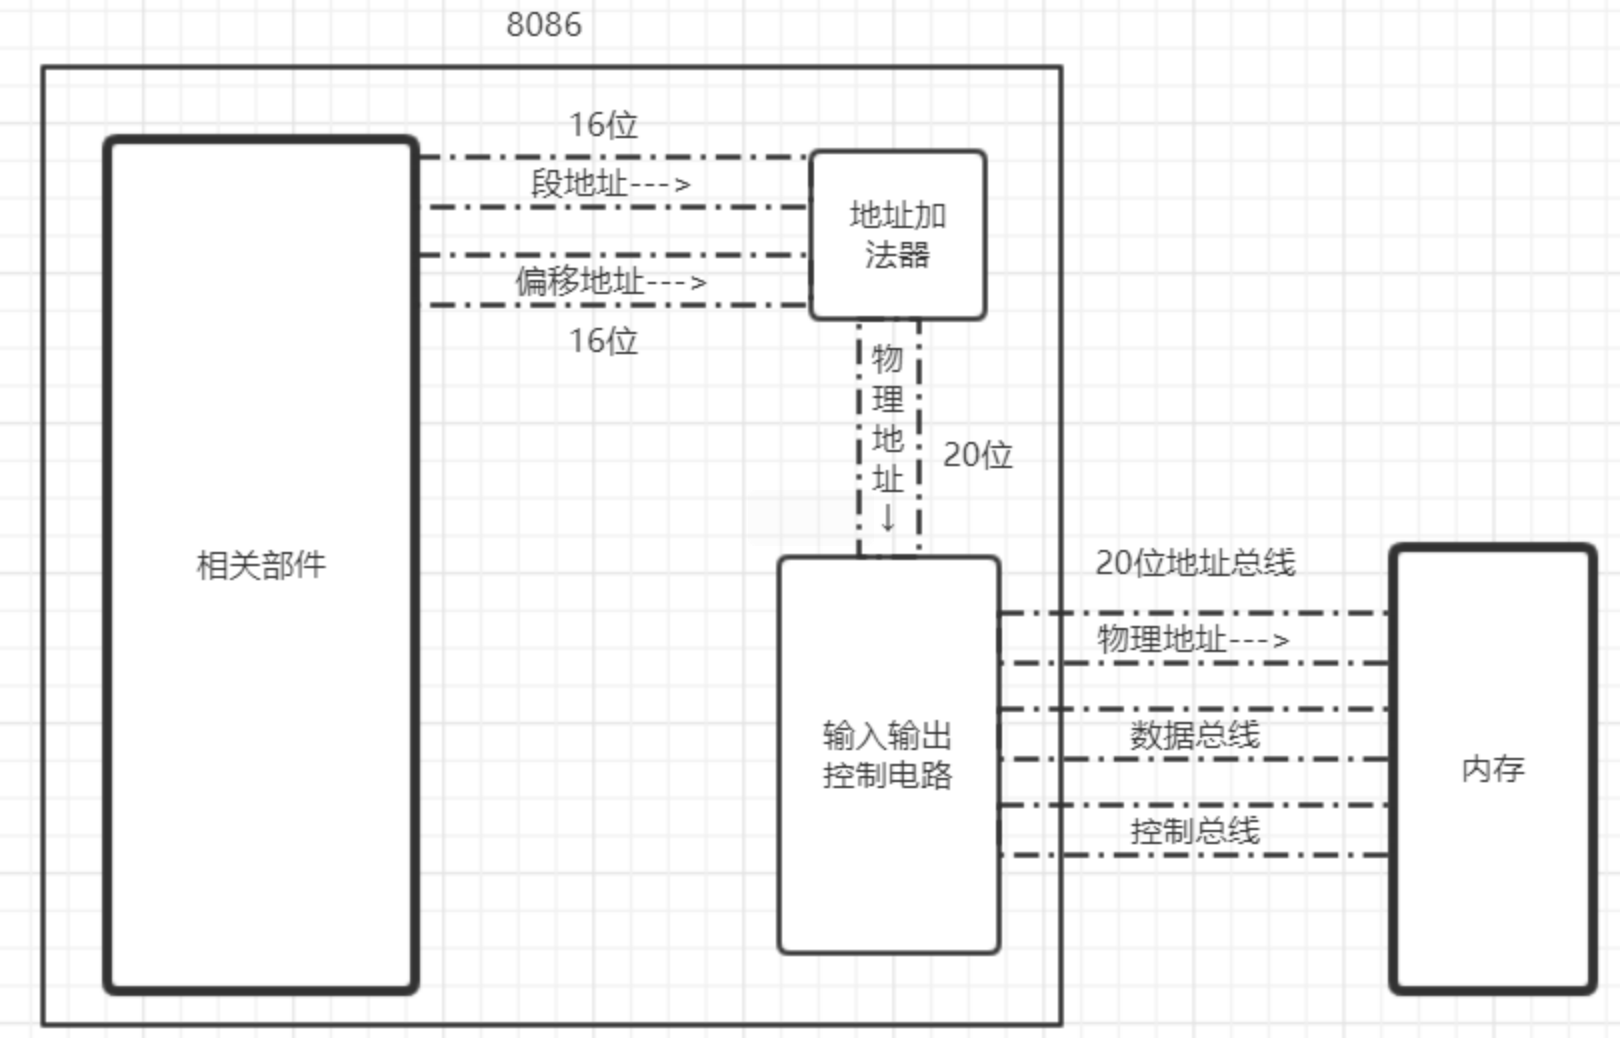 8086
16位
段地址--->
偏移地址--->
16位
地址加
法器
物
理
地
址
↓
20位
相关部件
输入输出
控制电路
20位地址总线
物理地址--->
数据总线
控制总线
内存